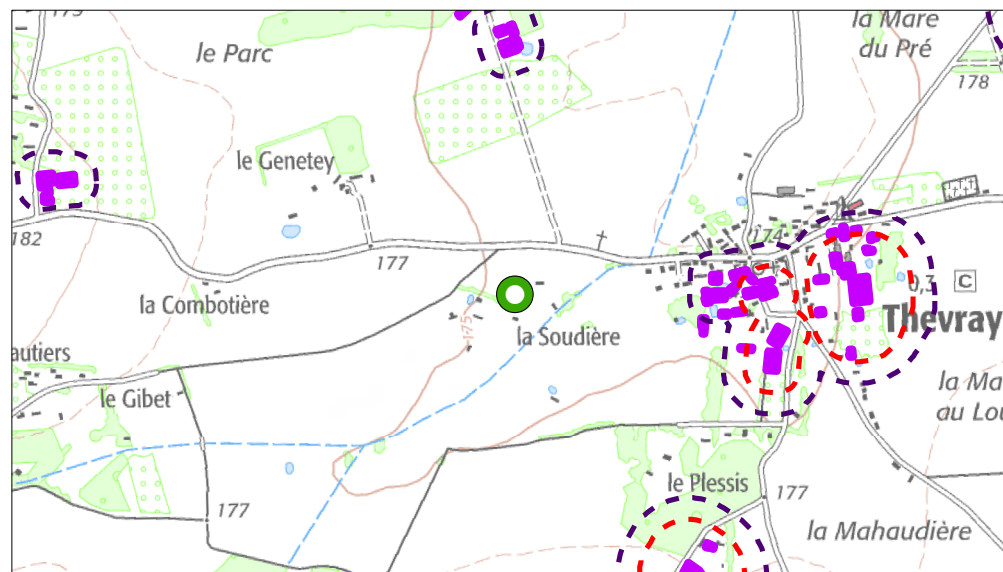 la Mare
du Pré
le Parc
178
le Genetey
182
174
177
0,3
C
la Combotière
Thevray
175
la Soudière
autiers
le Gibet
la Ma
au Lou
le Plessis
177
177
la Mahaudière